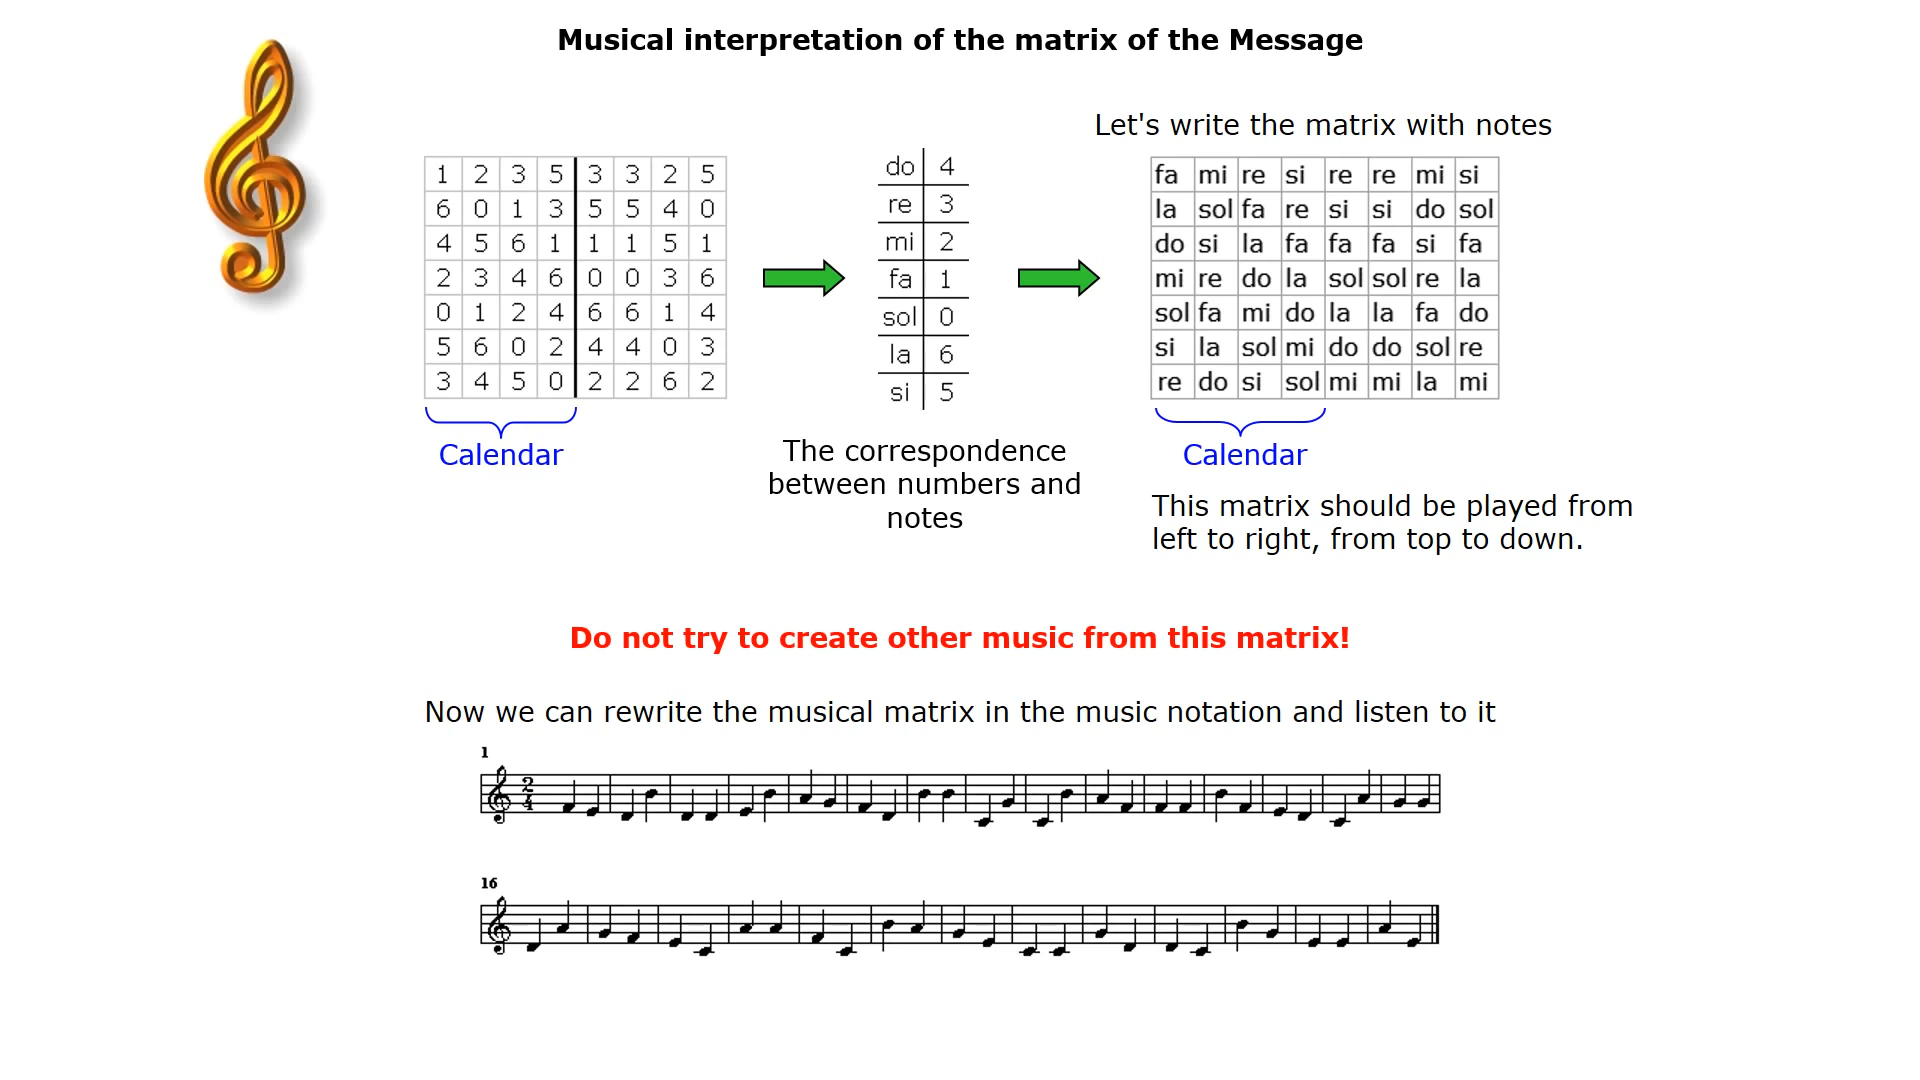 Musical interpretation of the matrix of the Message
Let's write the matrix with notes
1 2 3 5 3 3 2 5
6 0 1 3 5 5 4 0
4 5 6 1 1 1 5 1
2 3 4 6 0 0 3 6
0 1 2 4 6 6 1 4
5 6 0 2 4 4 0 3
3 4 5 0 2 2 6 2
Calendar
do 4
re 3
mi 2
fa 1
sol 0
la 6
si 5
The correspondence
between numbers and
notes
fa mi re si re re mi si
la sol fa re si si do sol
do si la fa fa fa si fa
mi re do la sol sol re la
sol fa mi do la la fa do
si la sol mi do do sol re
re do si sol mi mi la mi
Calendar
This matrix should be played from
left to right, from top to down.
Do not try to create other music from this matrix!
Now we can rewrite the musical matrix in the music notation and listen to it
1
2
4
16